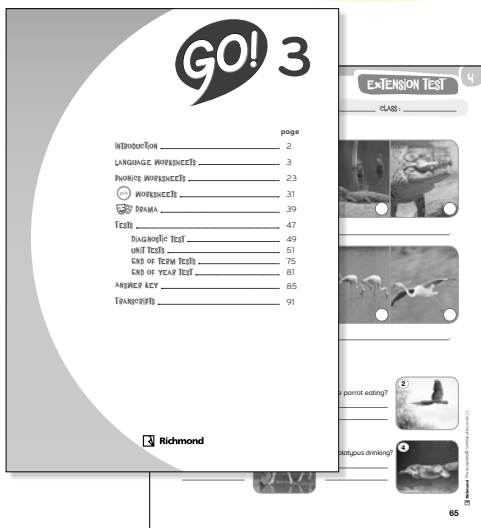 GO! 3
page
INTRODUCTION 2
LANGUAGE WORKSHEETS 3
PHONICS WORKSHEETS 23
DVD WORKSHEETS 31
DRAMA 39
TESTS 47
DIAGNOSTIC TEST 49
UNIT TESTS 51
END OF TERM TESTS 75
END OF YEAR TEST 81
ANSWER KEY 85
TRANSCRIPTS 91
Richmond
EXTENSION TEST
4
CLASS:
e parrot eating?
2
platypus drinking?
4
65